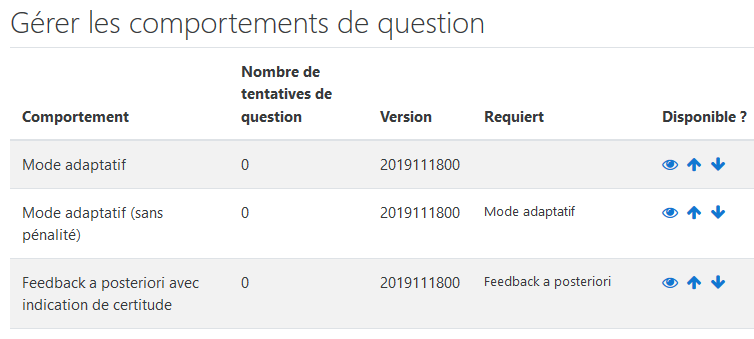 Gérer les comportements de question
Nombre de
tentatives de
Comportement question Version Requiert Disponible ?
Mode adaptatif 0 2019111800
Mode adaptatif (sans 0 2019111800 Mode adaptatif
pénalité)
Feedback a posteriori avec 0 2019111800 Feedback a posteriori
indication de certitude